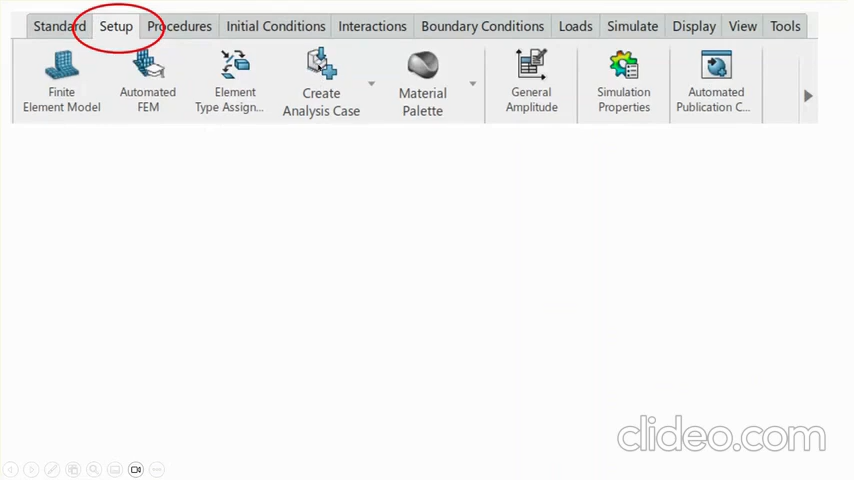 Standard Setup Procedures Initial Conditions Interactions Boundary Conditions Loads Simulate Display View Tools
Finite
Element Model
Automated
FEM
Element
Type Assign...
Create
Analysis Case
Material
Palette
General
Amplitude
Simulation
Properties
Automated
Publication C...
clideo.com